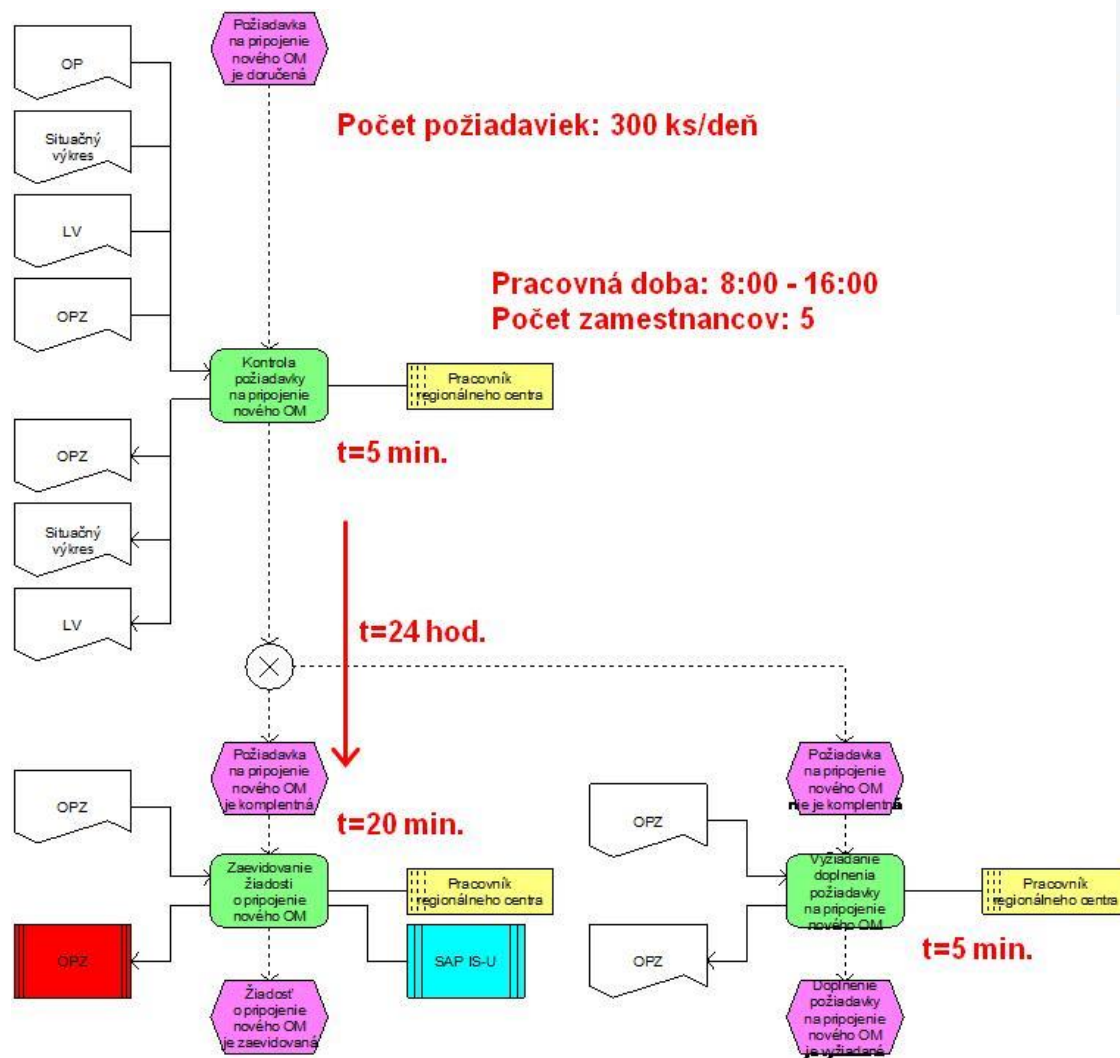 OP
Situačný
výkres
LV
OPZ
Požiadavka
na pripojenie
nového OM
je doručená
Počet požiadaviek: 300 ks/deň
Pracovná doba: 8:00 - 16:00
Počet zamestnancov: 5
Kontrola
požiadavky
na pripojenie
nového OM
Pracovník
regionálneho centra
t=5 min.
OPZ
Situačný
výkres
LV
t=24 hod.
Požiadavka
na pripojenie
nového OM
je komplentná
Požiadavka
na pripojenie
nového OM
nie je komplentná
t=20 min.
OPZ
Zaevidovanie
žiadosti
o pripojenie
nového OM
Pracovník
regionálneho centra
OPZ
SAP IS-U
Žiadosť
o pripojenie
nového OM
je zaevidovaná
OPZ
Vyžiadanie
doplnenia
požiadavky
na pripojenie
nového OM
Pracovník
regionálneho centra
OPZ
t=5 min.
Doplnenie
požiadavky
na pripojenie
nového OM
je vyžiadané